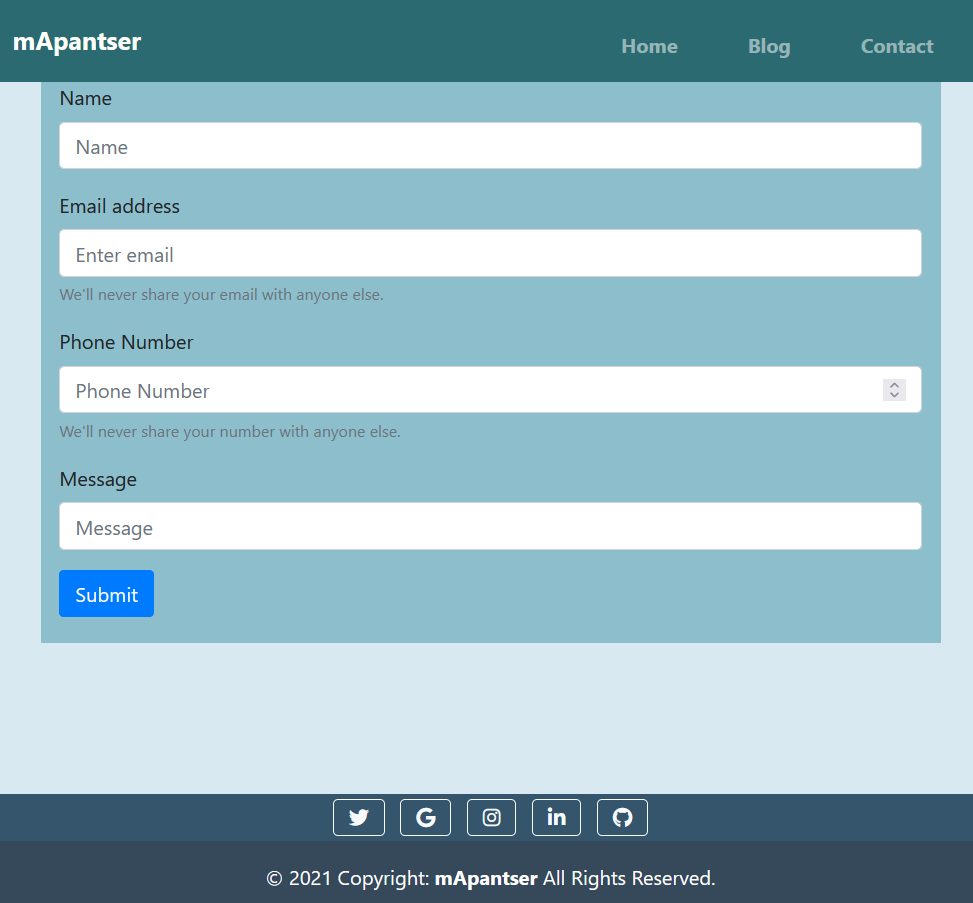 mApantser
Home Blog Contact
Name
Name
Email address
Enter email
We'll never share your email with anyone else.
Phone Number
Phone Number
We'll never share your number with anyone else.
Message
Message
Submit
© 2021 Copyright: mApantser All Rights Reserved.